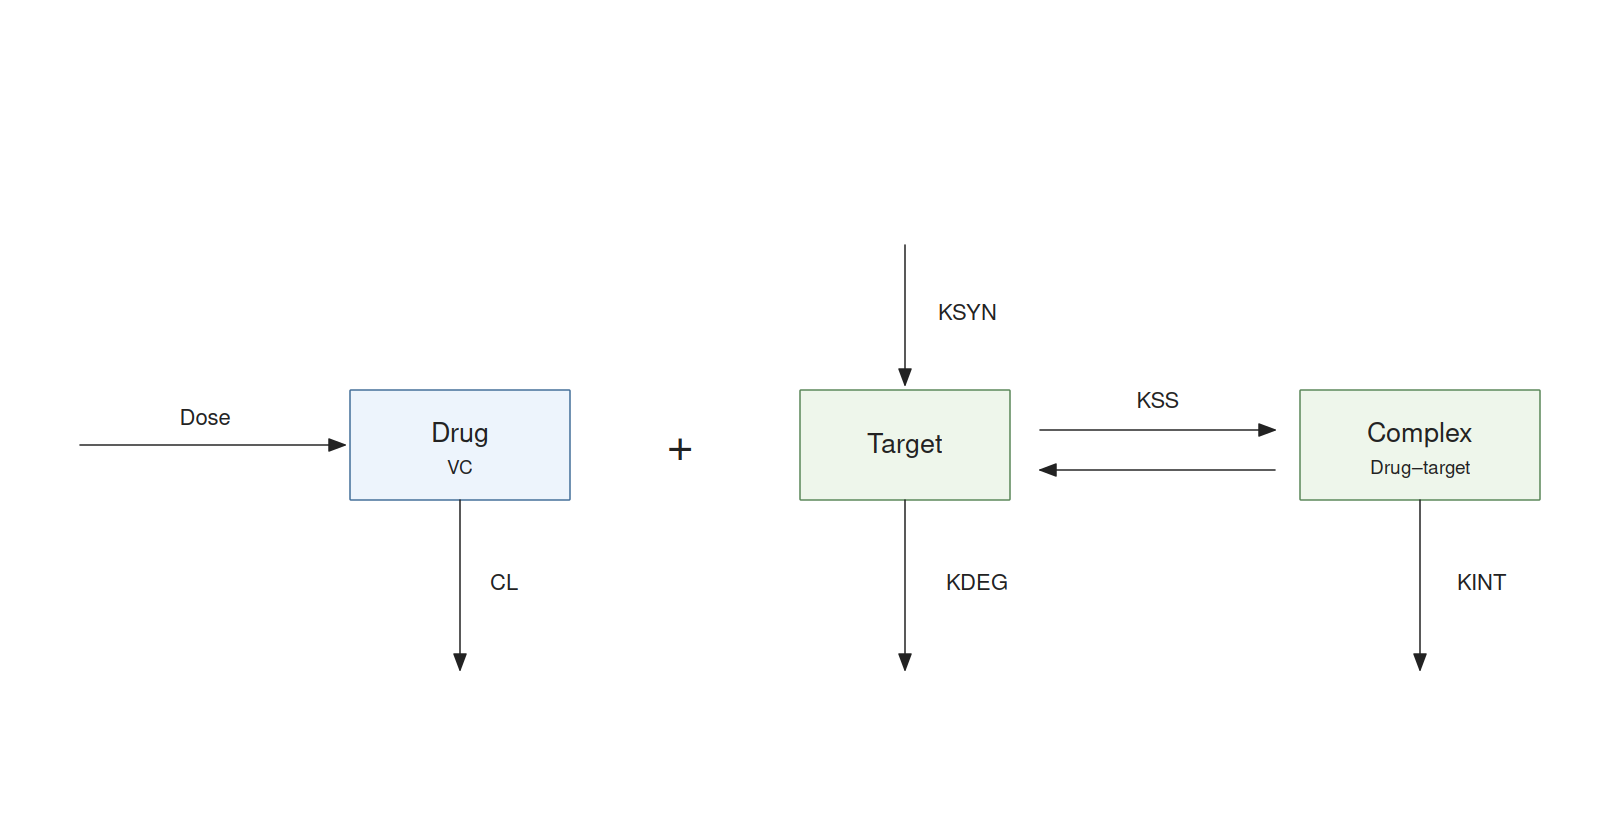 KSYN
Dose
Drug
VC
+
Target
KSS
Complex
Drug–target
CL
KDEG
KINT